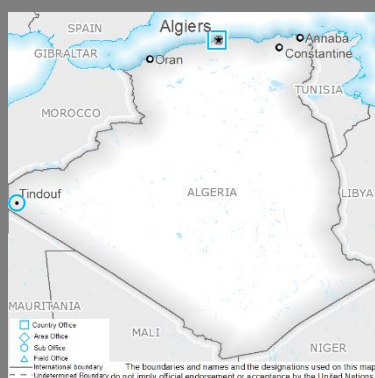 SPAIN
Algiers
Annaba
GIBRALTAR
Oran
Constantine
TUNISIA
MOROCCO
Tindouf
ALGERIA
LIBYA
MAURITANIA
MALI
NIGER
Country Office
Area Office
Sub Office
Field Office
International boundary
The boundaries and names and the designations used on this map
Undetermined Boundary
do not imply official endorsement or acceptance by the United Nations